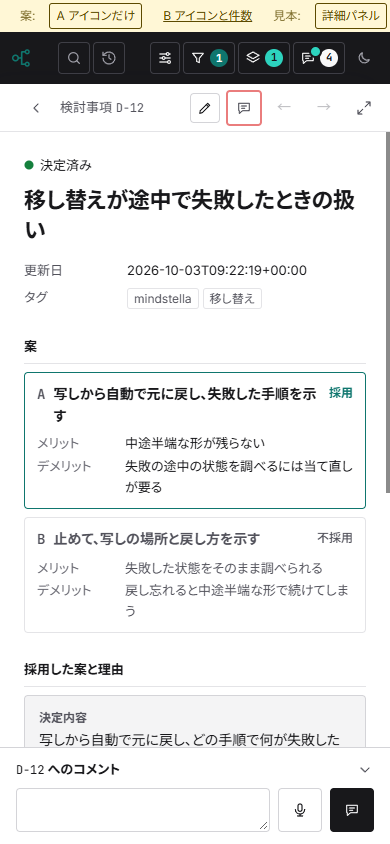 案:
A アイコンだけ
B アイコンと件数
見本:
詳細パネル
1
1
4
検討事項 D-12
決定済み
移し替えが途中で失敗したときの扱
い
更新日 2026-10-03T09:22:19+00:00
タグ mindstella 移し替え
案
A 写しから自動で元に戻し、失敗した手順を示 採用
す
メリット 中途半端な形が残らない
デメリット 失敗の途中の状態を調べるには当て直し
が要る
B 止めて、写しの場所と戻し方を示す 不採用
メリット 失敗した状態をそのまま調べられる
デメリット 戻し忘れると中途半端な形で続けてしま
う
採用した案と理由
決定内容
写しから自動で元に戻し、どの手順で何が失敗した
D-12 へのコメント